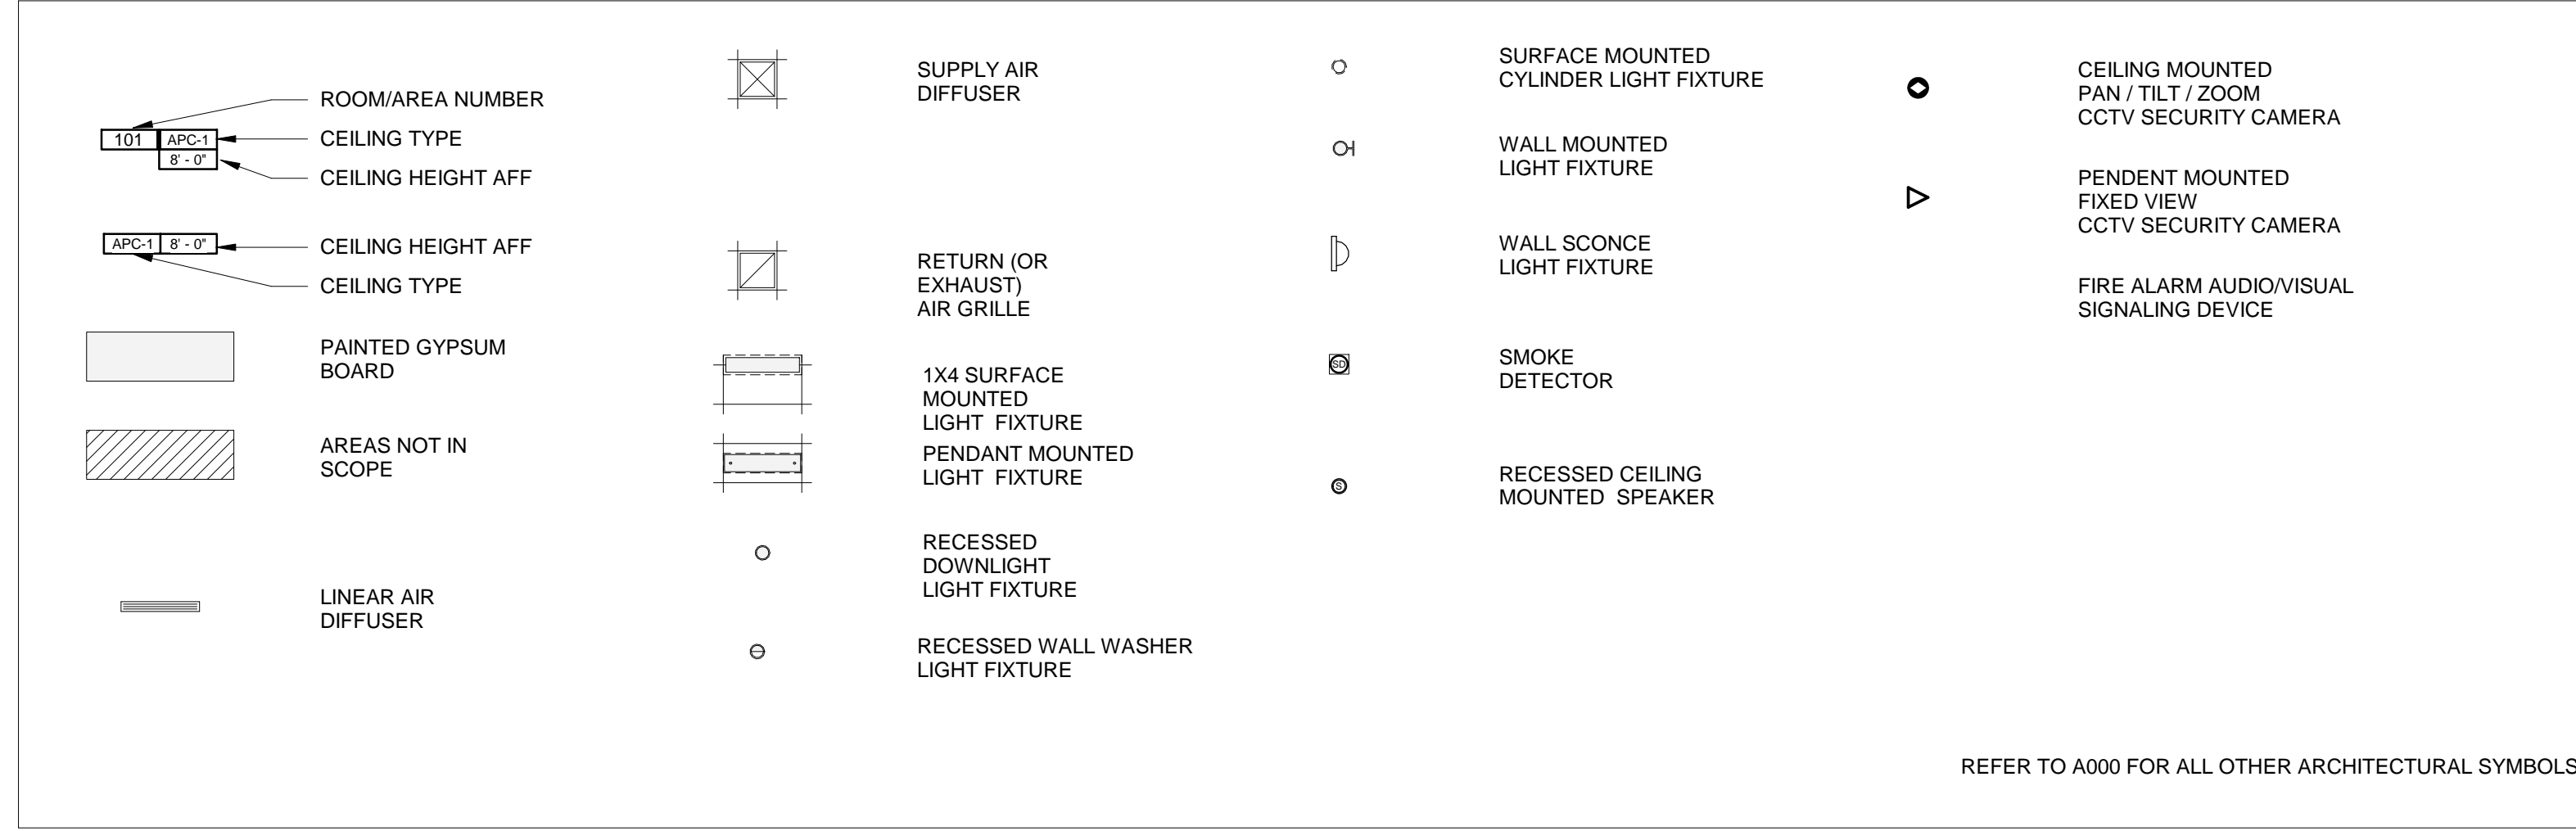 ROOM/AREA NUMBER
101 APC-1
CEILING TYPE
8' - 0"
CEILING HEIGHT AFF
APC-1 8' - 0"
CEILING HEIGHT AFF
CEILING TYPE
PAINTED GYPSUM
BOARD
AREAS NOT IN
SCOPE
LINEAR AIR
DIFFUSER
SUPPLY AIR
DIFFUSER
RETURN (OR
EXHAUST)
AIR GRILLE
1X4 SURFACE
MOUNTED
LIGHT FIXTURE
PENDANT MOUNTED
LIGHT FIXTURE
RECESSED
DOWNLIGHT
LIGHT FIXTURE
RECESSED WALL WASHER
LIGHT FIXTURE
SURFACE MOUNTED
CYLINDER LIGHT FIXTURE
WALL MOUNTED
LIGHT FIXTURE
WALL SCONCE
LIGHT FIXTURE
SD
SMOKE
DETECTOR
S
RECESSED CEILING
MOUNTED SPEAKER
CEILING MOUNTED
PAN / TILT / ZOOM
CCTV SECURITY CAMERA
PENDENT MOUNTED
FIXED VIEW
CCTV SECURITY CAMERA
FIRE ALARM AUDIO/VISUAL
SIGNALING DEVICE
REFER TO A000 FOR ALL OTHER ARCHITECTURAL SYMBOLS